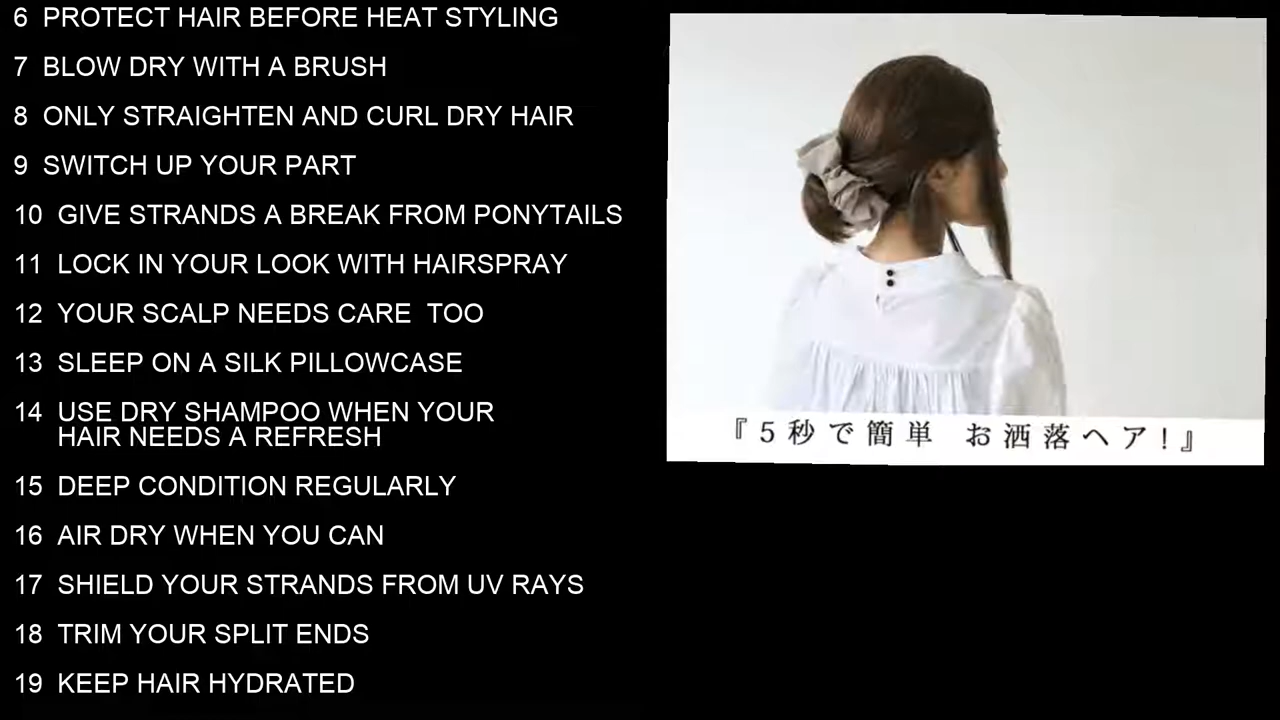 6 PROTECT HAIR BEFORE HEAT STYLING
7 BLOW DRY WITH A BRUSH
8 ONLY STRAIGHTEN AND CURL DRY HAIR
9 SWITCH UP YOUR PART
10 GIVE STRANDS A BREAK FROM PONYTAILS
11 LOCK IN YOUR LOOK WITH HAIRSPRAY
12 YOUR SCALP NEEDS CARE  TOO
13 SLEEP ON A SILK PILLOWCASE
14 USE DRY SHAMPOO WHEN YOUR
HAIR NEEDS A REFRESH
15 DEEP CONDITION REGULARLY
16 AIR DRY WHEN YOU CAN
17 SHIELD YOUR STRANDS FROM UV RAYS
18 TRIM YOUR SPLIT ENDS
19 KEEP HAIR HYDRATED
『5秒で簡単 お洒落ヘア!』